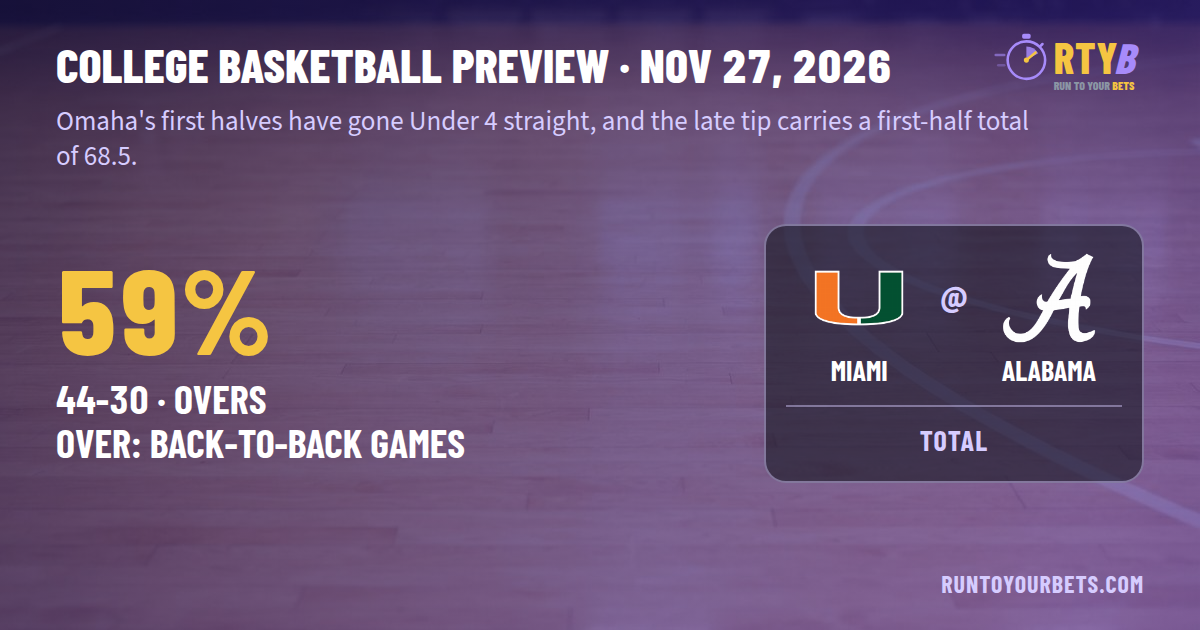 COLLEGE BASKETBALL PREVIEW · NOV 27, 2026
RTYB
RUN TO YOUR BETS
Omaha's first halves have gone Under 4 straight, and the late tip carries a first-half total
of 68.5.
59%
44-30 · OVERS
OVER: BACK-TO-BACK GAMES
U @ A
MIAMI ALABAMA
TOTAL
RUNTOYOURBETS.COM